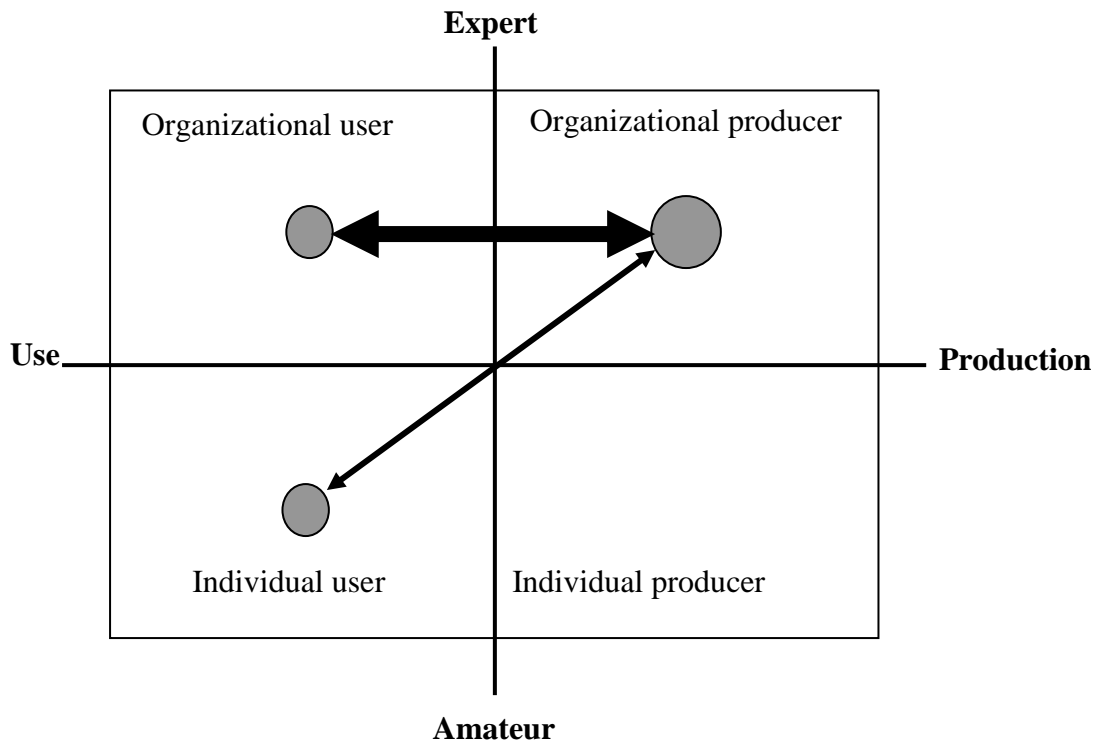 Expert
Organizational user
Organizational producer
Use
Production
Individual user
Individual producer
Amateur